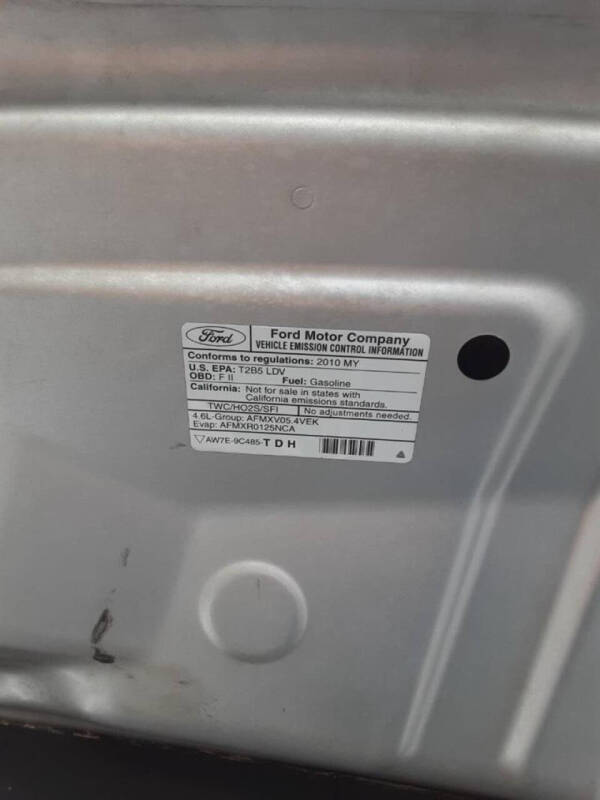 Ford
Ford Motor Company
VEHICLE EMISSION CONTROL INFORMATION
Conforms to regulations: 2010 MY
U.S. EPA: T2B5 LDV
OBD: F II Fuel: Gasoline
California: Not for sale in states with
California emissions standards.
TWC/HO2S/SFI No adjustments needed.
4.6L-Group: AFMXV05.4VEK
Evap: AFMXR0125NCA
AW7E-9C485-TDH